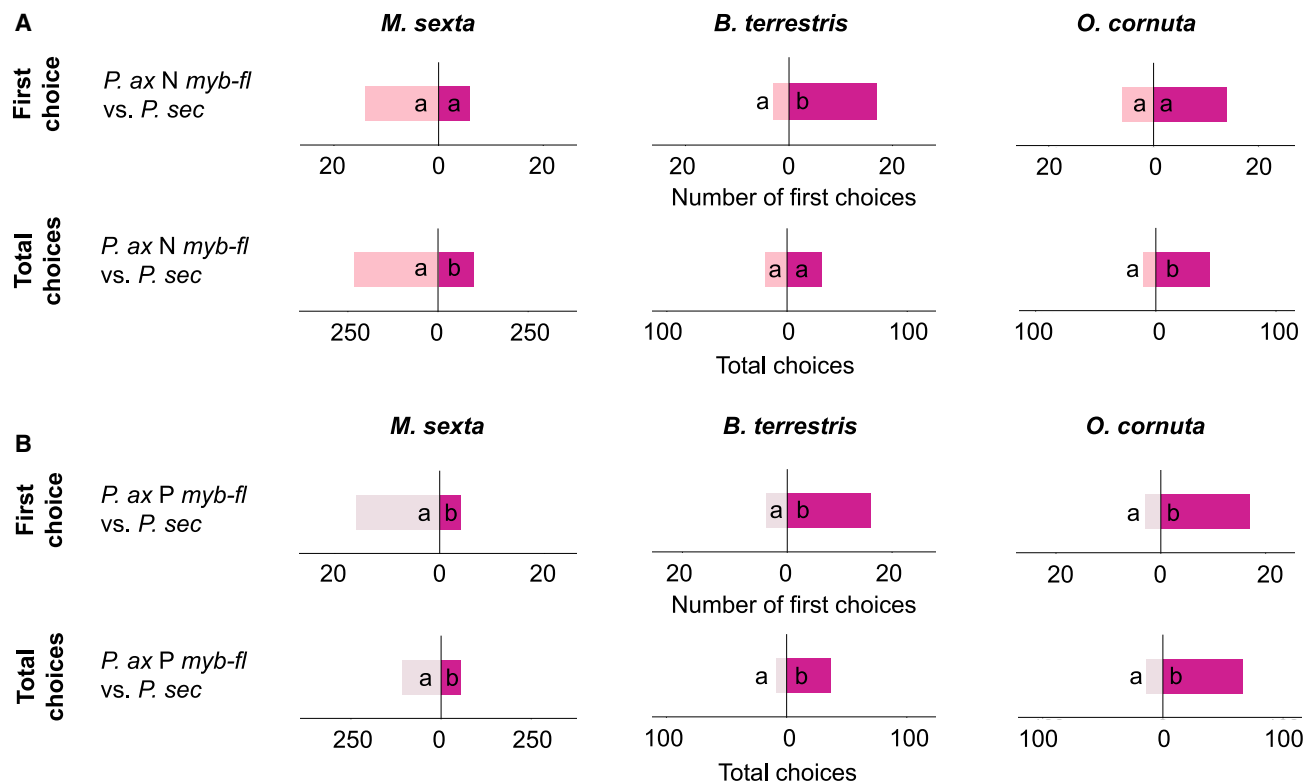 A
M. sexta
B. terrestris
O. cornuta
First
choice
P. ax N myb-fl
vs. P. sec
a a
a b
a a
20 0 20
20 0 20
20 0 20
Number of first choices
Total
choices
P. ax N myb-fl
vs. P. sec
a b
a a
a b
250 0 250
100 0 100
100 0 100
Total choices
B
M. sexta
B. terrestris
O. cornuta
First
choice
P. ax P myb-fl
vs. P. sec
a b
a b
a b
20 0 20
20 0 20
20 0 20
Number of first choices
Total
choices
P. ax P myb-fl
vs. P. sec
a b
a b
a b
250 0 250
100 0 100
100 0 100
Total choices